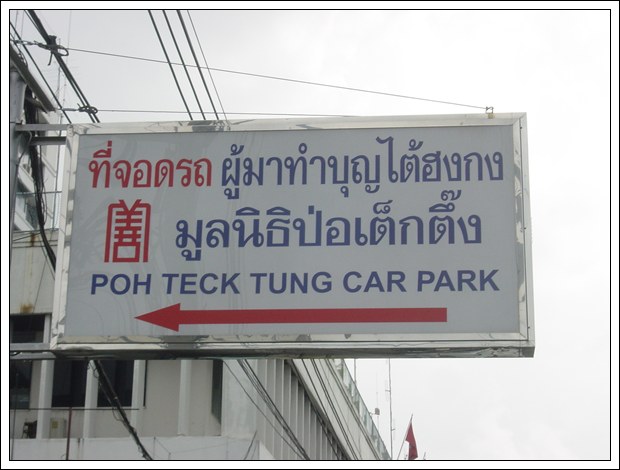 ที่จอดรถ ผู้มาทำบุญไต้ฮงกง
善 มูลนิธิป่อเต็กตึ๊ง
POH TECK TUNG CAR PARK